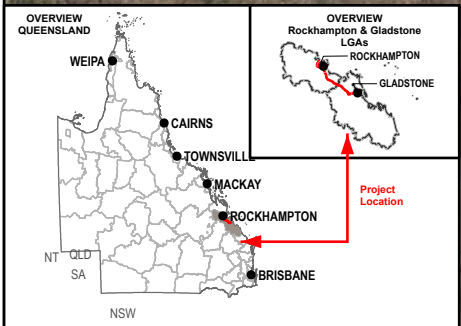 OVERVIEW
QUEENSLAND
WEIPA
CAIRNS
TOWNSVILLE
MACKAY
ROCKHAMPTON
BRISBANE
NT
QLD
SA
NSW
OVERVIEW
Rockhampton & Gladstone
LGAs
ROCKHAMPTON
GLADSTONE
Project
Location